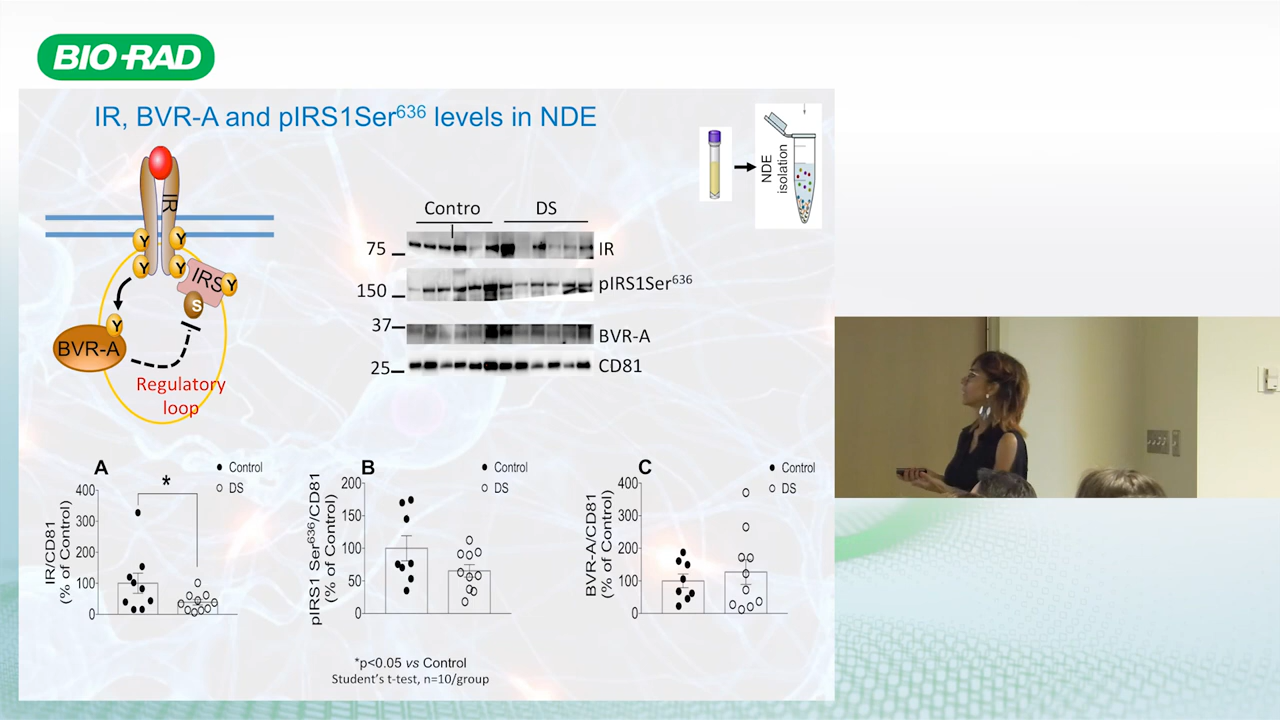 BIO-RAD
IR, BVR-A and pIRS1Ser636 levels in NDE
NDE
isolation
IR
Y Y
Y Y
IRS Y
S
Y
BVR-A
Regulatory
loop
Contro DS
75 IR
150 pIRS1Ser636
37 BVR-A
25 CD81
A
Control
DS
*
IR/CD81
(% of Control)
400
300
200
100
0
B
Control
DS
pIRS1 Ser636/CD81
(% of Control)
200
150
100
50
0
C
Control
DS
BVR-A/CD81
(% of Control)
400
300
200
100
0
*p<0.05 vs Control
Student's t-test, n=10/group